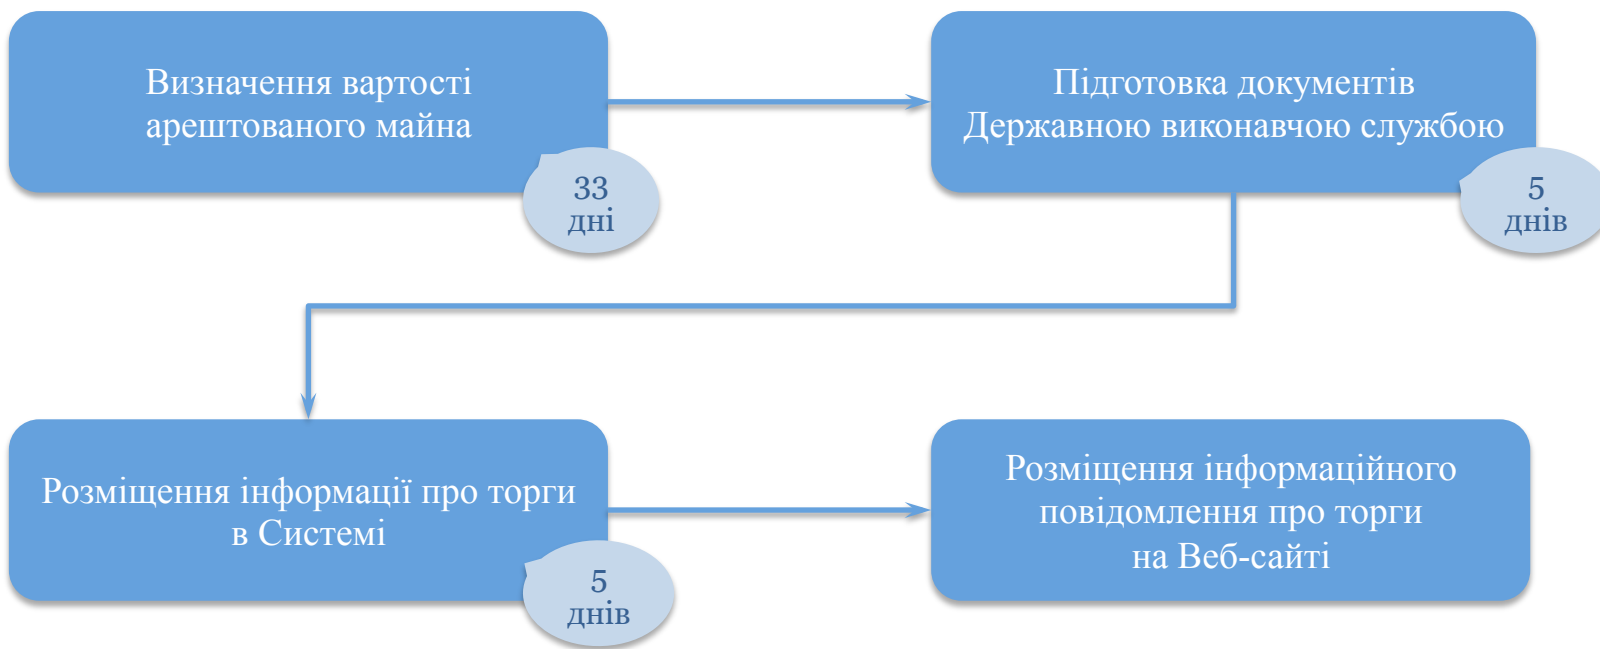 Визначення вартості
арештованого майна
33
дні
Підготовка документів
Державною виконавчою службою
5
днів
Розміщення інформації про торги
в Системі
5
днів
Розміщення інформаційного
повідомлення про торги
на Веб-сайті